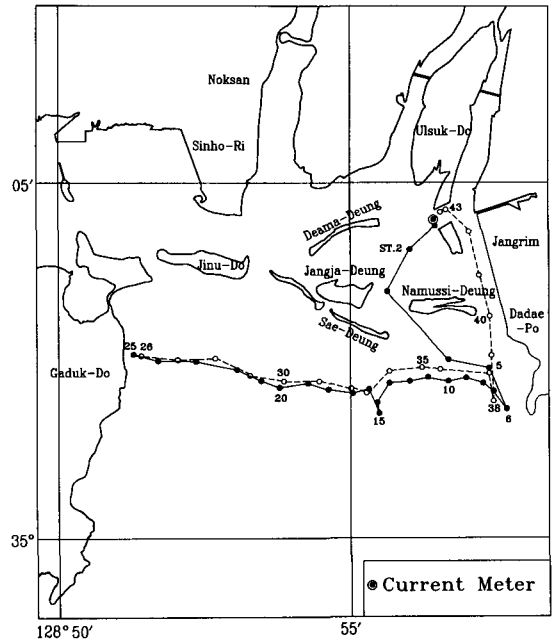 Noksan
Ulsuk-Do
Sinho-Ri
05'
43
Deama-Deung
ST.2
Jangrim
Jinu-Do
Jangja-Deung
Namussi-Deung
Dadae-Po
40
Sae-Deung
25 26
35
5
Gaduk-Do
30
20
10
15
38
6
35°
Current Meter
128°50'
55'